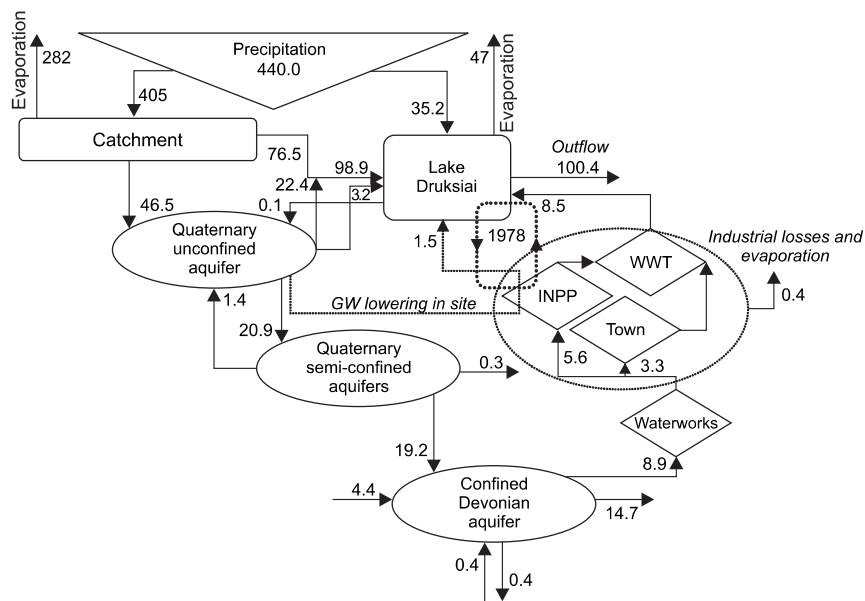 Evaporation
282
Precipitation
440.0
47
Evaporation
405
35.2
Catchment
76.5
98.9
Lake
Druksiai
Outflow
100.4
22.4
3.2
0.1
46.5
8.5
Quaternary
unconfined
aquifer
1.5
1978
WWT
Industrial losses and
evaporation
0.4
INPP
GW lowering in site
1.4
20.9
Town
Quaternary
semi-confined
aquifers
0.3
5.6
3.3
Waterworks
19.2
8.9
4.4
Confined
Devonian
aquifer
14.7
0.4
0.4